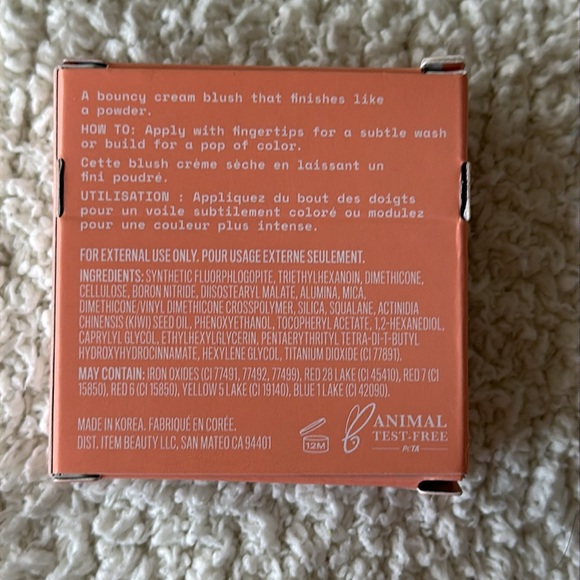 A bouncy cream blush that finishes like
a powder.
HOW TO: Apply with fingertips for a subtle wash
or build for a pop of color.
Cette blush crème sèche en laissant un
fini poudré.
UTILISATION : Appliquez du bout des doigts
pour un voile subtilement coloré ou modulez
pour une couleur plus intense.
FOR EXTERNAL USE ONLY. POUR USAGE EXTERNE SEULEMENT.
INGREDIENTS: SYNTHETIC FLUORPHLOGOPITE, TRIETHYLHEXANOIN, DIMETHICONE,
CELLULOSE, BORON NITRIDE, DIISOSTEARYL MALATE, ALUMINA, MICA,
DIMETHICONE/VINYL DIMETHICONE CROSSPOLYMER, SILICA, SQUALANE, ACTINIDIA
CHINENSIS (KIWI) SEED OIL, PHENOXYETHANOL, TOCOPHERYL ACETATE, 1,2-HEXANEDIOL,
CAPRYLYL GLYCOL, ETHYLHEXYLGLYCERIN, PENTAERYTHRITYL TETRA-DI-T-BUTYL
HYDROXYHYDROCINNAMATE, HEXYLENE GLYCOL, TITANIUM DIOXIDE (CI 77891).
MAY CONTAIN: IRON OXIDES (CI 77491, 77492, 77499), RED 28 LAKE (CI 45410), RED 7 (CI
15850), RED 6 (CI 15850), YELLOW 5 LAKE (CI 19140), BLUE 1 LAKE (CI 42090).
MADE IN KOREA. FABRIQUÉ EN CORÉE.
DIST. ITEM BEAUTY LLC, SAN MATEO CA 94401
12M
ANIMAL
TEST-FREE
PETA